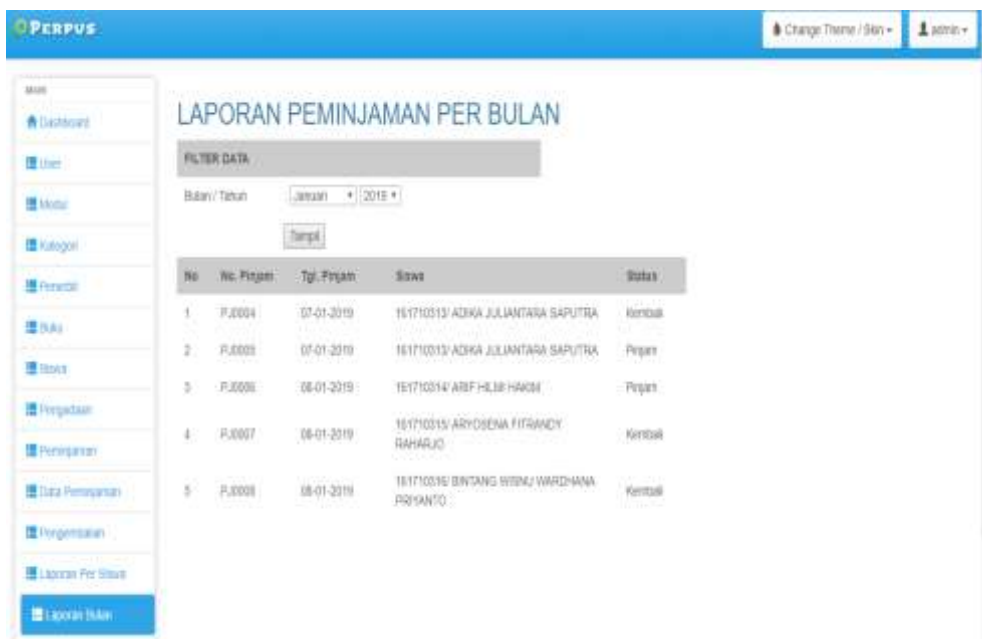 PERPUS
Change Theme / Skin
admin
MAIN
Dashboard
User
Modul
Kategori
Penerbit
Buku
Siswa
Pengadaan
Peminjaman
Data Peminjaman
Pengembalian
Laporan Per Siswa
Laporan Bulan
LAPORAN PEMINJAMAN PER BULAN
FILTER DATA
Bulan / Tahun
Januari
2019
Tampil
No No. Pinjam Tgl. Pinjam Siswa Status
1 PJ0004 07-01-2019 161710313/ ADIKA JULIANTARA SAPUTRA Kembali
2 PJ0005 07-01-2019 161710313/ ADIKA JULIANTARA SAPUTRA Pinjam
3 PJ0006 08-01-2019 161710314/ ARIF HILMI HAKIM Pinjam
4 PJ0007 08-01-2019 161710315/ ARYOSENA FITRANDY
RAHARJO Kembali
5 PJ0008 08-01-2019 161710316/ BINTANG WISNU WARDHANA
PRIYANTO Kembali